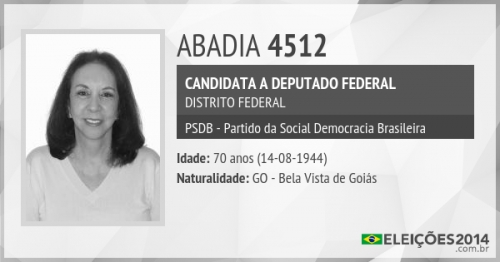 ABADIA 4512
CANDIDATA A DEPUTADO FEDERAL
DISTRITO FEDERAL
PSDB - Partido da Social Democracia Brasileira
Idade: 70 anos (14-08-1944)
Naturalidade: GO - Bela Vista de Goiás
ELEIÇÕES2014
.com.br